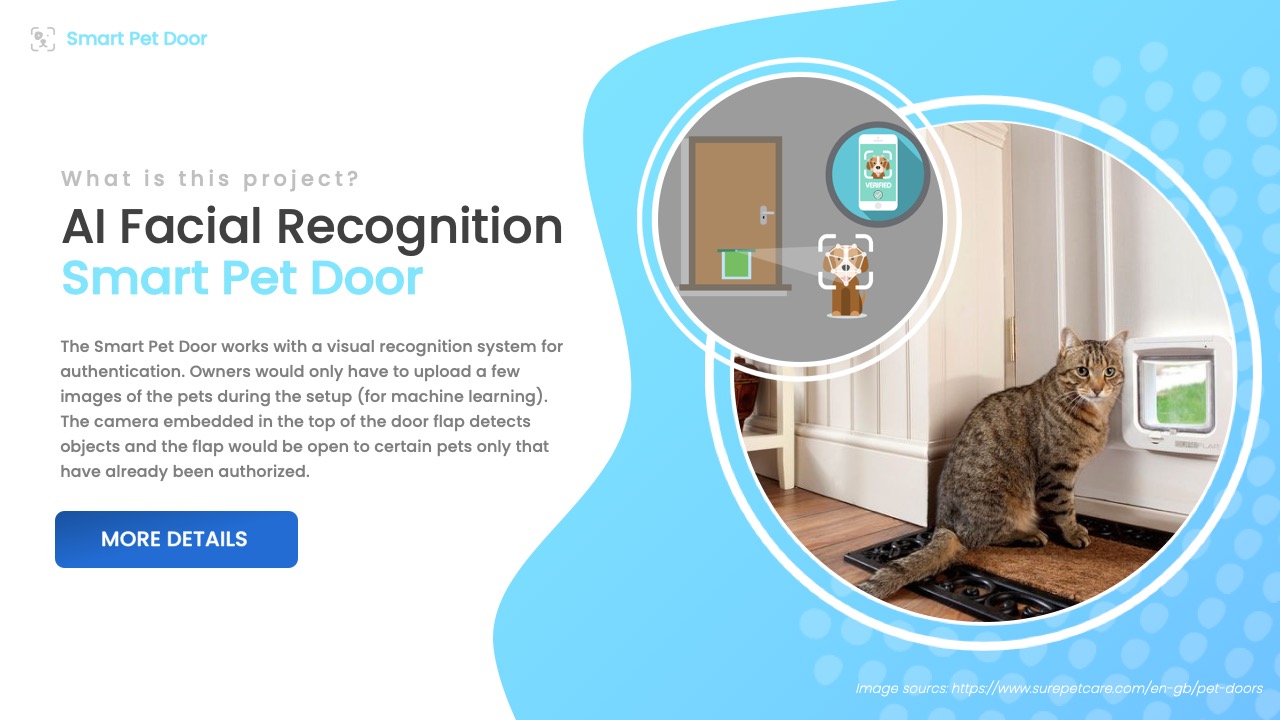 Smart Pet Door
What is this project?
AI Facial Recognition
Smart Pet Door
The Smart Pet Door works with a visual recognition system for
authentication. Owners would only have to upload a few
images of the pets during the setup (for machine learning).
The camera embedded in the top of the door flap detects
objects and the flap would be open to certain pets only that
have already been authorized.
MORE DETAILS
VERIFIED
image sourcs: https://www.surepetcare.com/en-gb/pet-doors